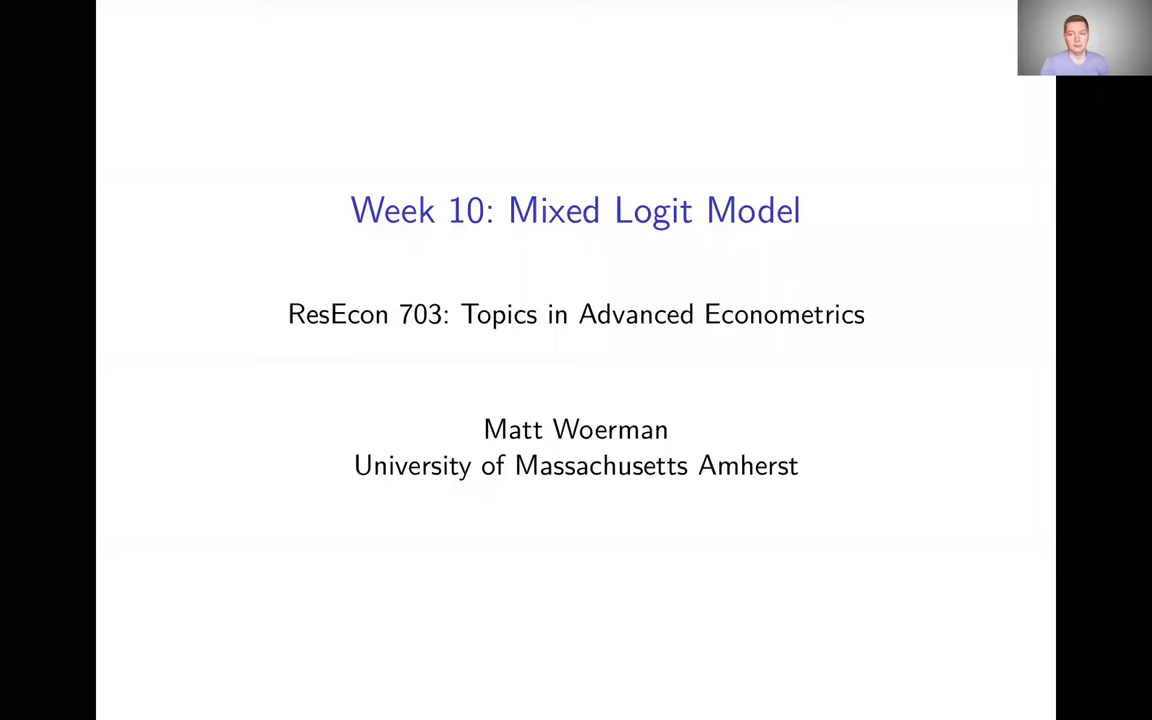 Week 10: Mixed Logit Model
ResEcon 703: Topics in Advanced Econometrics
Matt Woerman
University of Massachusetts Amherst